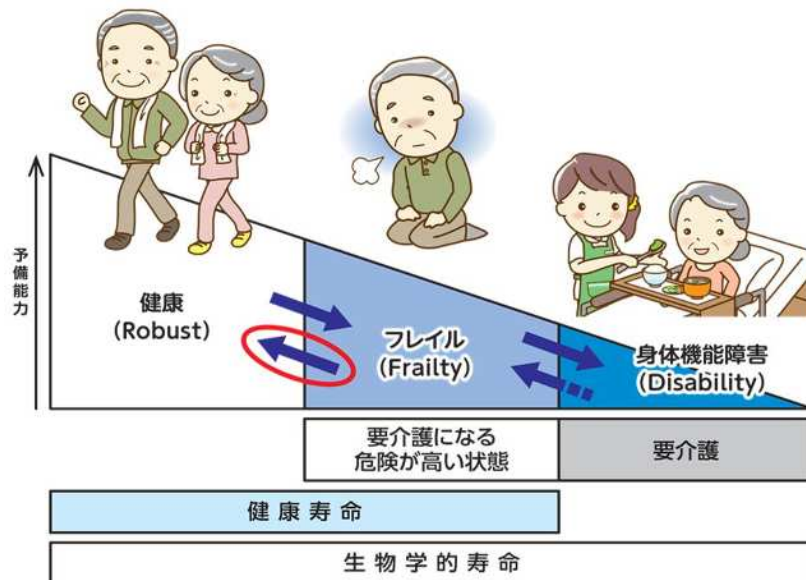 予備能力
健康
(Robust)
フレイル
(Frailty)
身体機能障害
(Disability)
要介護になる
危険が高い状態
要介護
健康寿命
生物学的寿命